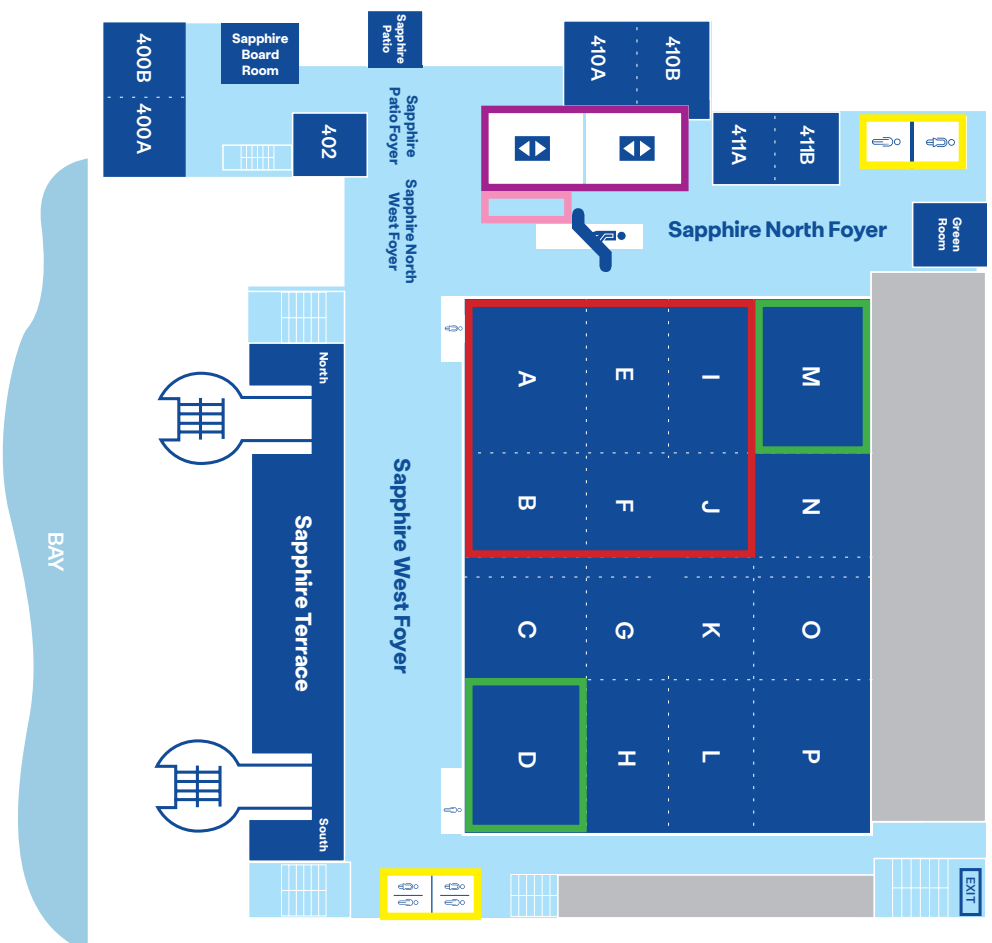 400B
400A
Sapphire
Board
Room
Sapphire
Patio
410A
410B
402
Sapphire
Patio Foyer
411A
411B
Sapphire North
West Foyer
Sapphire North Foyer
Green
Room
North
A
E
I
M
B
F
J
N
Sapphire Terrace
Sapphire West Foyer
BAY
C
G
K
O
D
H
L
P
South
EXIT